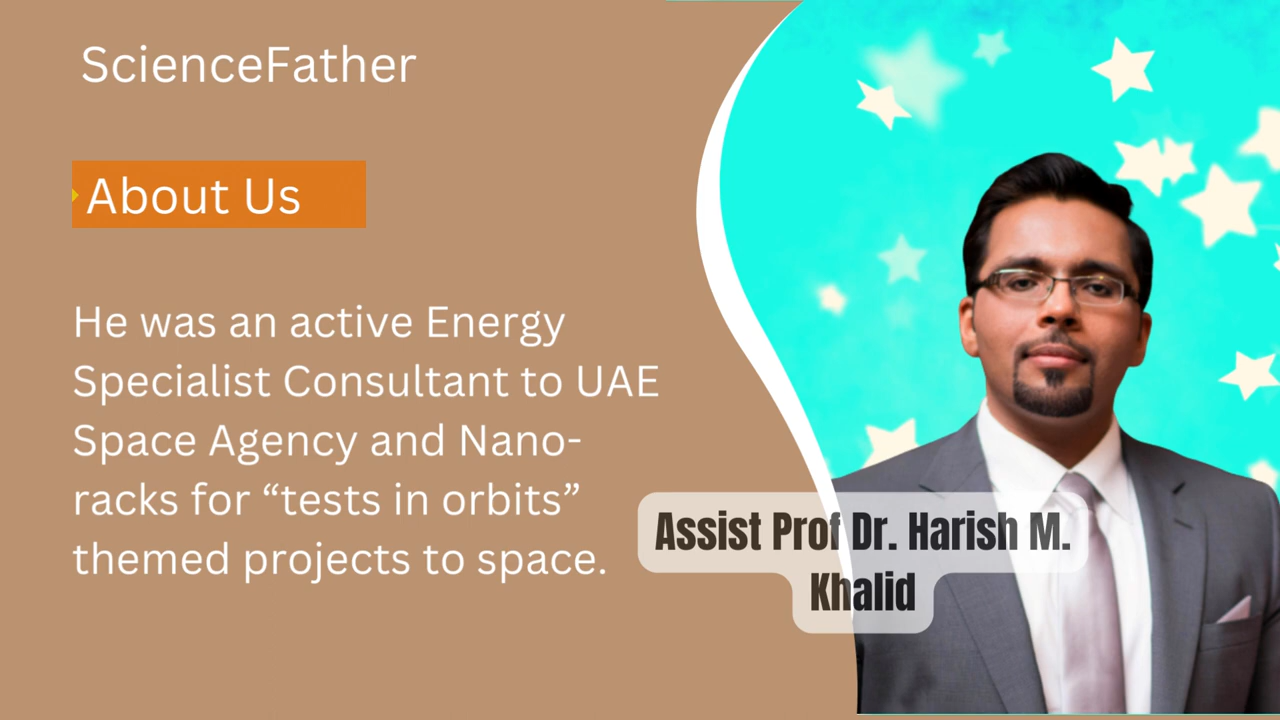 ScienceFather
About Us
He was an active Energy
Specialist Consultant to UAE
Space Agency and Nano-
racks for “tests in orbits”
themed projects to space.
Assist Prof Dr. Harish M.
Khalid